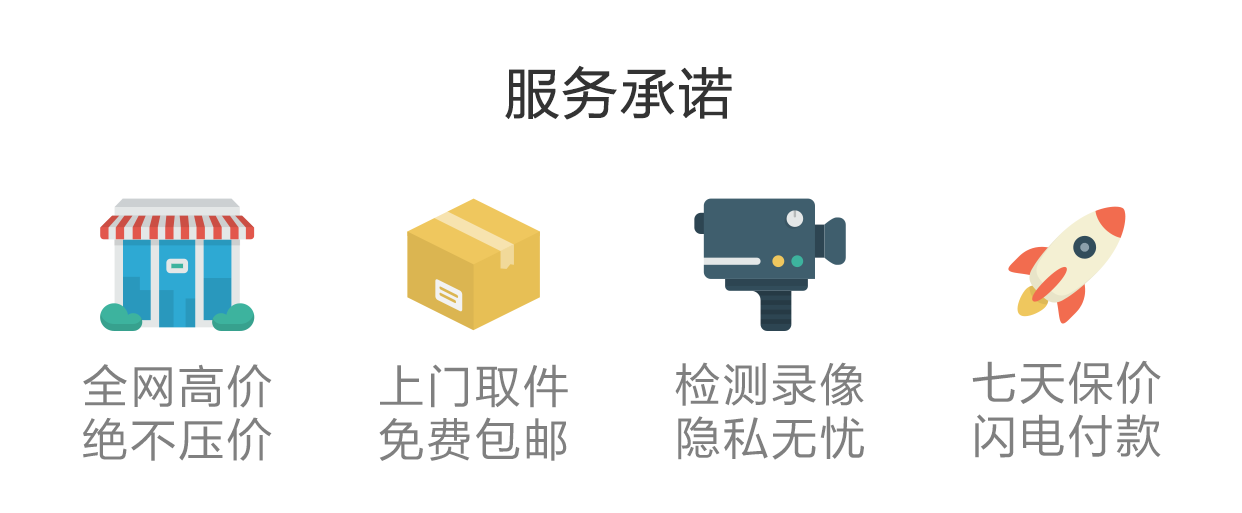 服务承诺
全网高价
绝不压价
上门取件
免费包邮
检测录像
隐私无忧
七天保价
闪电付款